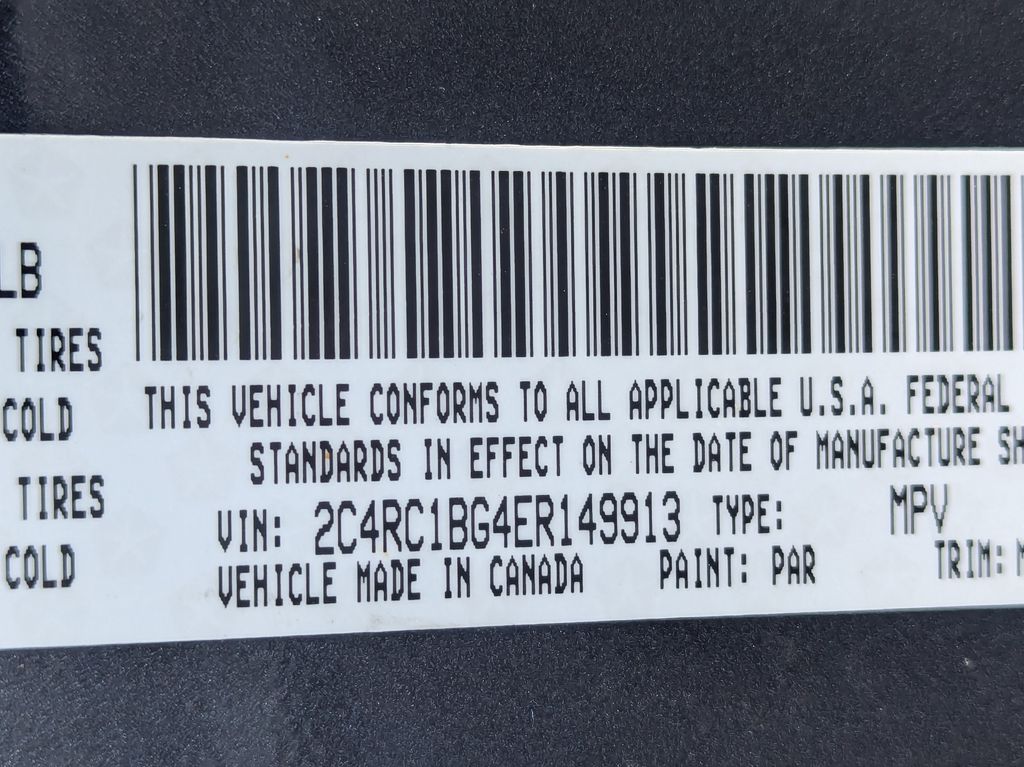 LB
TIRES
COLD
TIRES
COLD
THIS VEHICLE CONFORMS TO ALL APPLICABLE U.S.A. FEDERAL
STANDARDS IN EFFECT ON THE DATE OF MANUFACTURE SH
VIN: 2C4RC1BG4ER149913 TYPE: MPV
VEHICLE MADE IN CANADA PAINT: PAR TRIM: